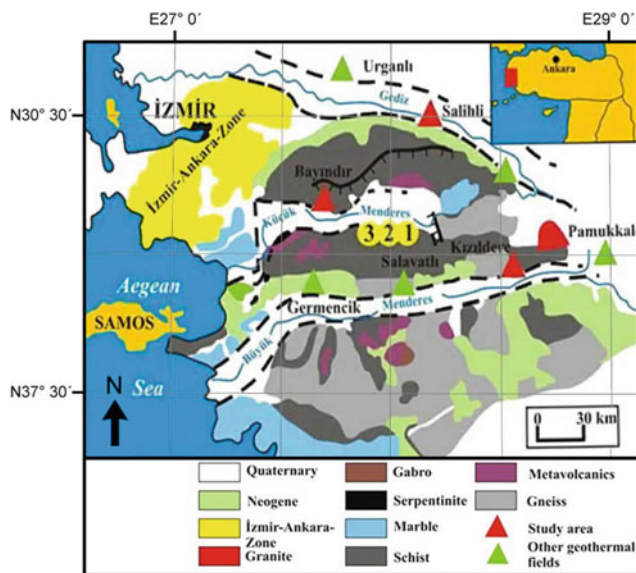 E27 0´
E29 0´
Urganlı
Ankara
N30° 30´
Gediz
Salihli
İZMİR
İzmir-Ankara-Zone
Bayındır
Küçük
Menderes
3 2 1
Pamukkale
Kızıldere
Aegean
Salavatlı
SAMOS
Germencik
Menderes
Büyük
N37° 30´
Sea
N
0 30 km
Quaternary
Gabro
Metavolcanics
Neogene
Serpentinite
Gneiss
İzmir-Ankara-
Zone
Marble
Study area
Granite
Schist
Other geothermal
fields